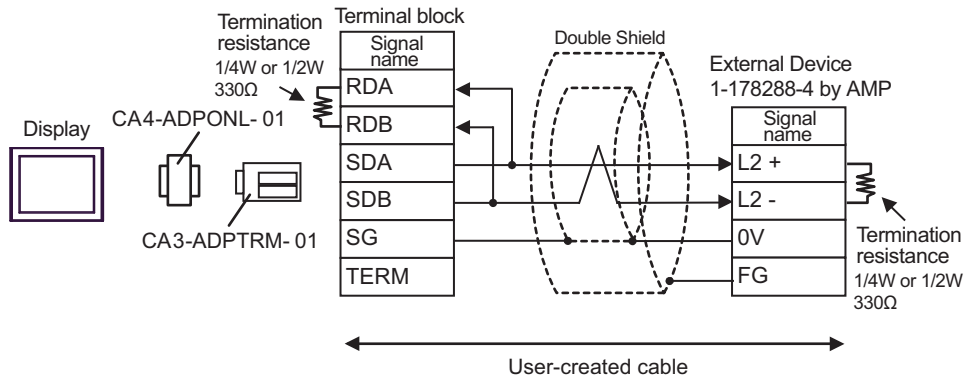 Display
CA4-ADPONL- 01
CA3-ADPTRM- 01
Termination
resistance
1/4W or 1/2W
330Ω
Terminal block
Signal
name
RDA
RDB
SDA
SDB
SG
TERM
Double Shield
External Device
1-178288-4 by AMP
Signal
name
L2 +
L2 -
0V
FG
Termination
resistance
1/4W or 1/2W
330Ω
User-created cable